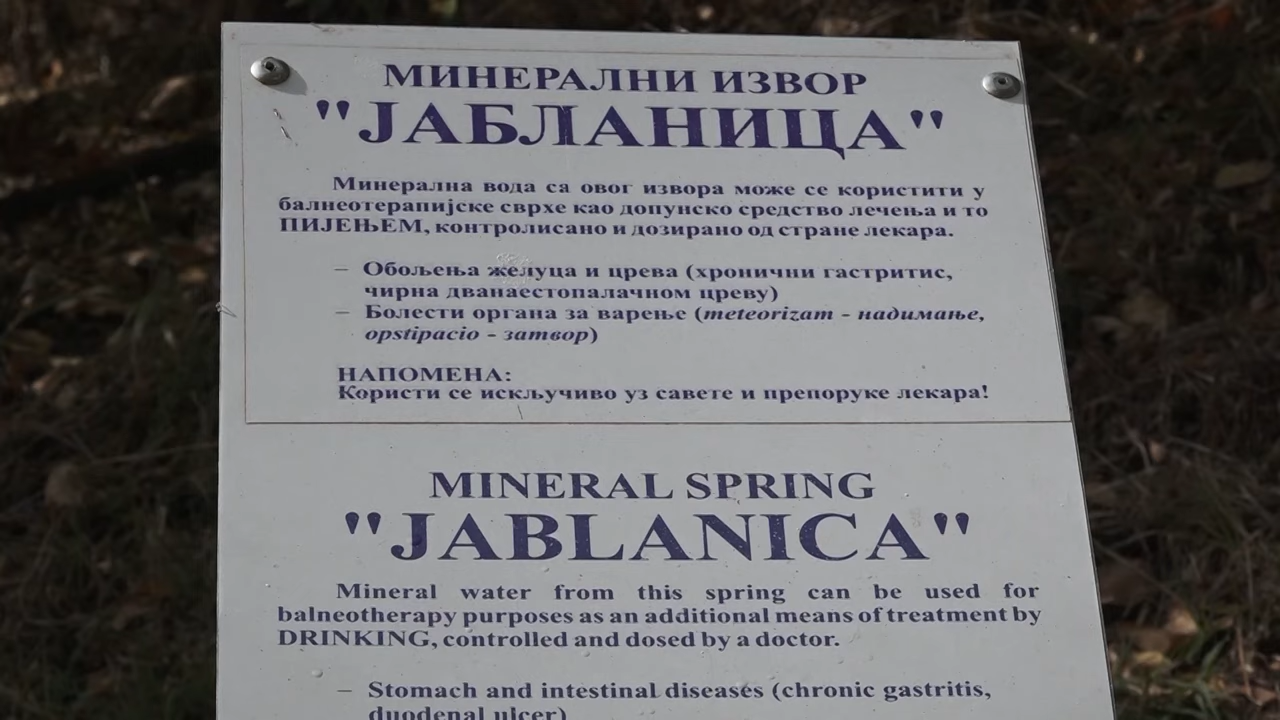 МИНЕРАЛНИ ИЗВОР
"ЈАБЛАНИЦА"
Минерална вода са овог извора може се користити у
балнеотерапијске сврхе као допунско средство лечења и то
ПИЈЕЊЕМ, контролисано и дозирано од стране лекара.
– Обољења желуца и црева (хронични гастритис,
чирна дванаестопалачном цреву)
– Болести органа за варење (meteorizam - надимање,
opstipacio - затвор)
НАПОМЕНА:
Користи се искључиво уз савете и препоруке лекара!
MINERAL SPRING
"JABLANICA"
Mineral water from this spring can be used for
balneotherapy purposes as an additional means of treatment by
DRINKING, controlled and dosed by a doctor.
– Stomach and intestinal diseases (chronic gastritis,
duodenal ulcer)